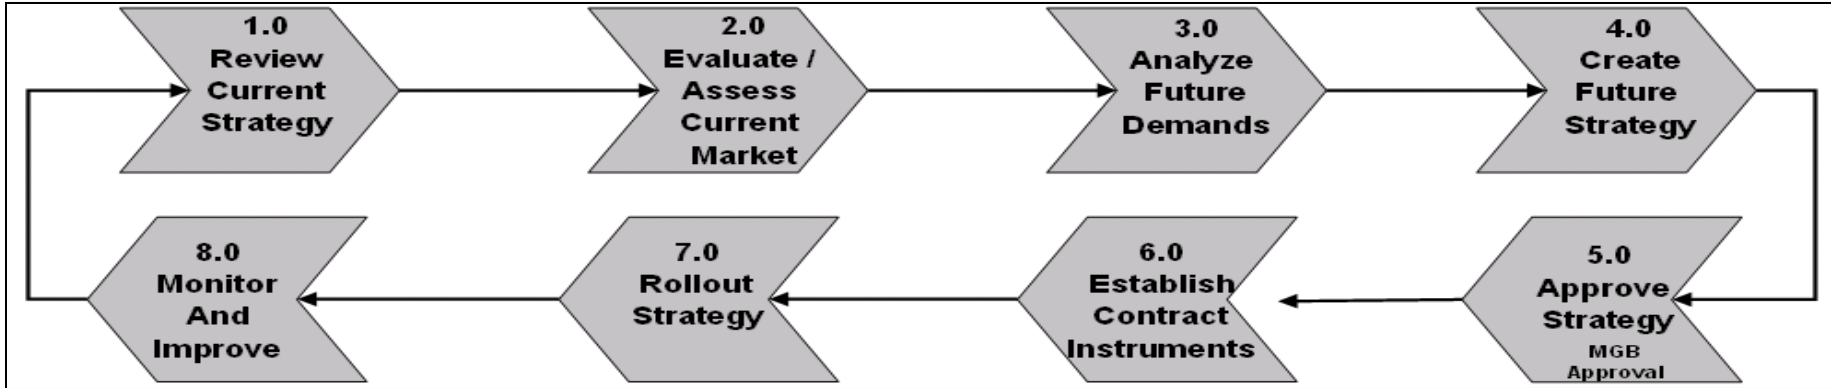 1.0
Review
Current
Strategy
2.0
Evaluate /
Assess
Current
Market
3.0
Analyze
Future
Demands
4.0
Create
Future
Strategy
5.0
Approve
Strategy
MGB
Approval
6.0
Establish
Contract
Instruments
7.0
Rollout
Strategy
8.0
Monitor
And
Improve